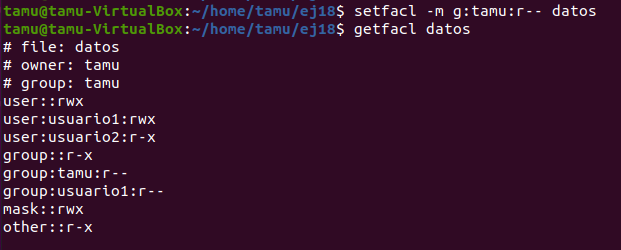 tamu@tamu-VirtualBox:~/home/tamu/ej18$ setfacl -m g:tamu:r-- datos
tamu@tamu-VirtualBox:~/home/tamu/ej18$ getfacl datos
# file: datos
# owner: tamu
# group: tamu
user::rwx
user:usuario1:rwx
user:usuario2:r-x
group::r-x
group:tamu:r--
group:usuario1:r--
mask::rwx
other::r-x